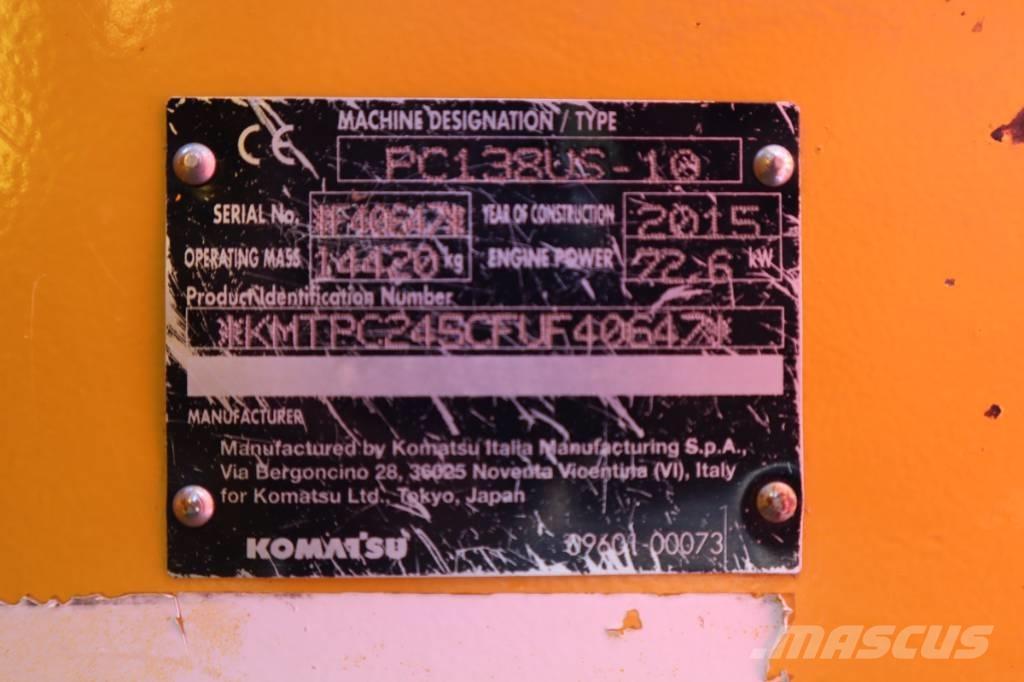 CE MACHINE DESIGNATION / TYPE
PC138US-10
SERIAL No. *F40647* YEAR OF CONSTRUCTION 2015
OPERATING MASS 14420 kg ENGINE POWER 72.6 kW
Product Identification Number
*KMTPC245CFUF40647*
MANUFACTURER
Manufactured by Komatsu Italia Manufacturing S.p.A.,
Via Bergoncino 28, 36025 Noventa Vicentina (VI), Italy
for Komatsu Ltd., Tokyo, Japan
KOMATSU 09601-00073
MASCUS